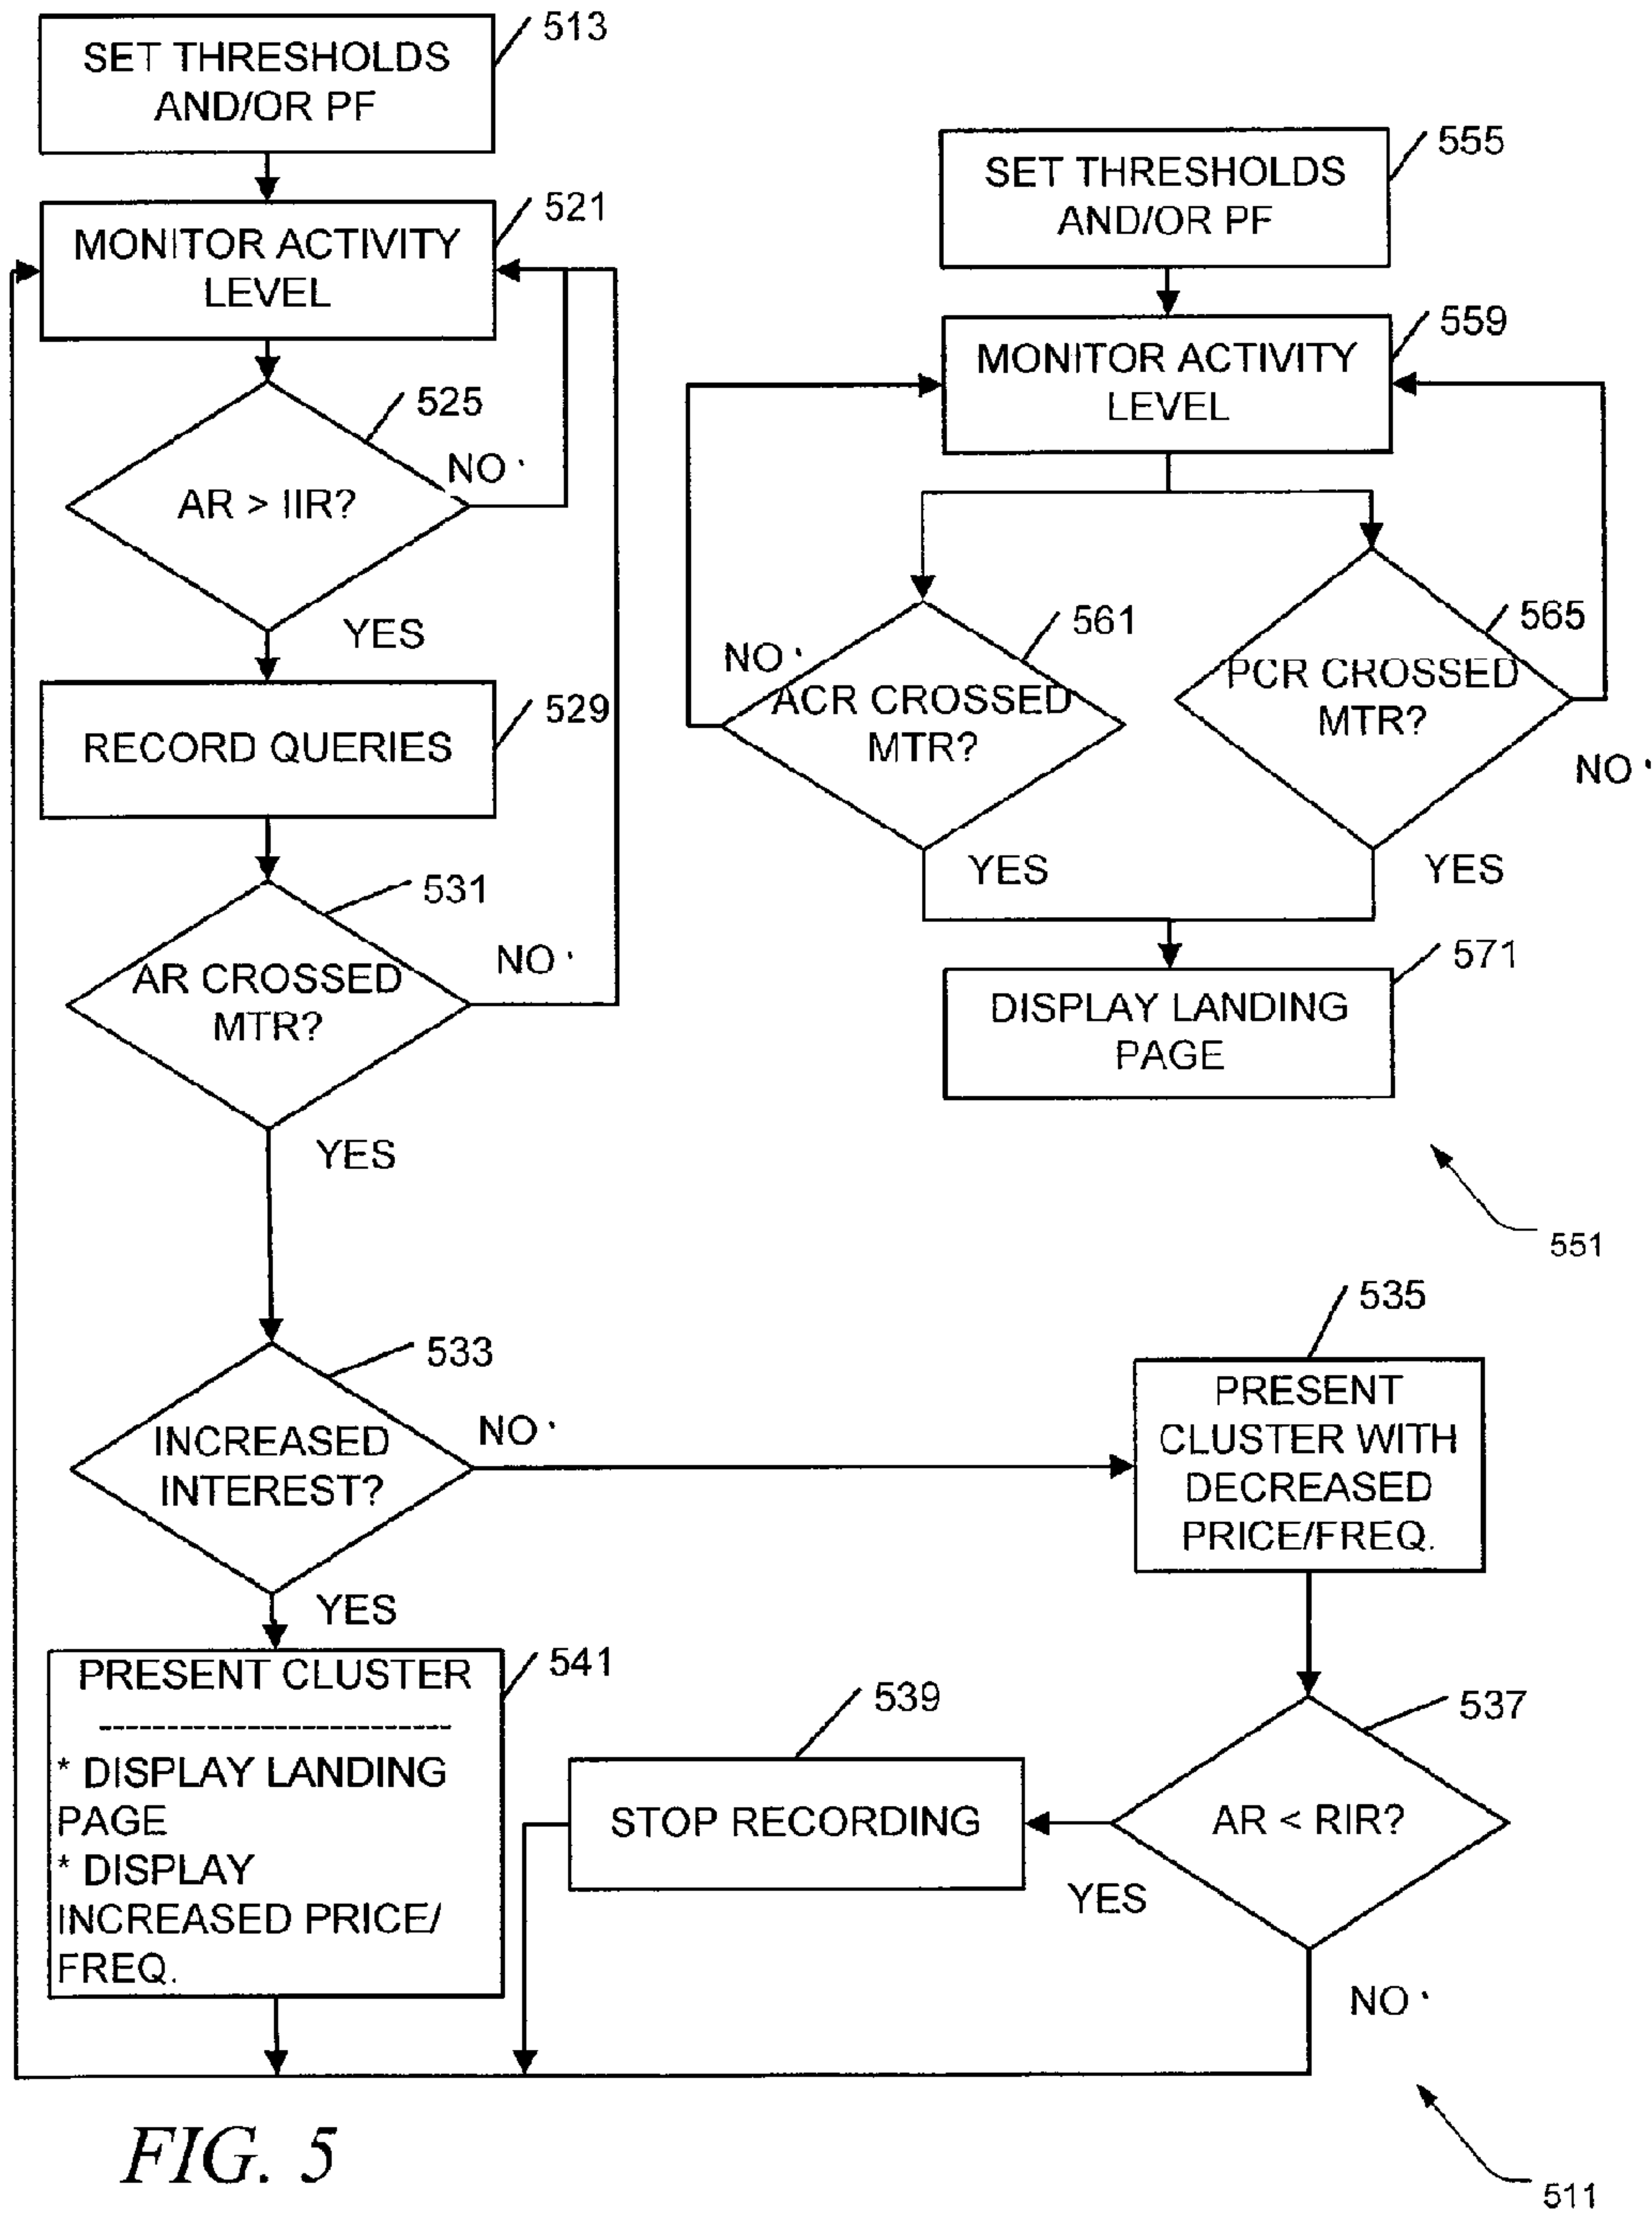 513
SET THRESHOLDS
AND/OR PF
521
MONITOR ACTIVITY
LEVEL
525
NO
AR > IIR?
YES
529
RECORD QUERIES
531
NO
AR CROSSED
MTR?
YES
533
NO
INCREASED
INTEREST?
YES
541
PRESENT CLUSTER
--------------------------
* DISPLAY LANDING
PAGE
* DISPLAY
INCREASED PRICE/
FREQ.
535
PRESENT
CLUSTER WITH
DECREASED
PRICE/FREQ.
537
AR < RIR?
YES
NO
539
STOP RECORDING
511
555
SET THRESHOLDS
AND/OR PF
559
MONITOR ACTIVITY
LEVEL
561
NO
ACR CROSSED
MTR?
YES
565
PCR CROSSED
MTR?
NO
YES
571
DISPLAY LANDING
PAGE
551
FIG. 5